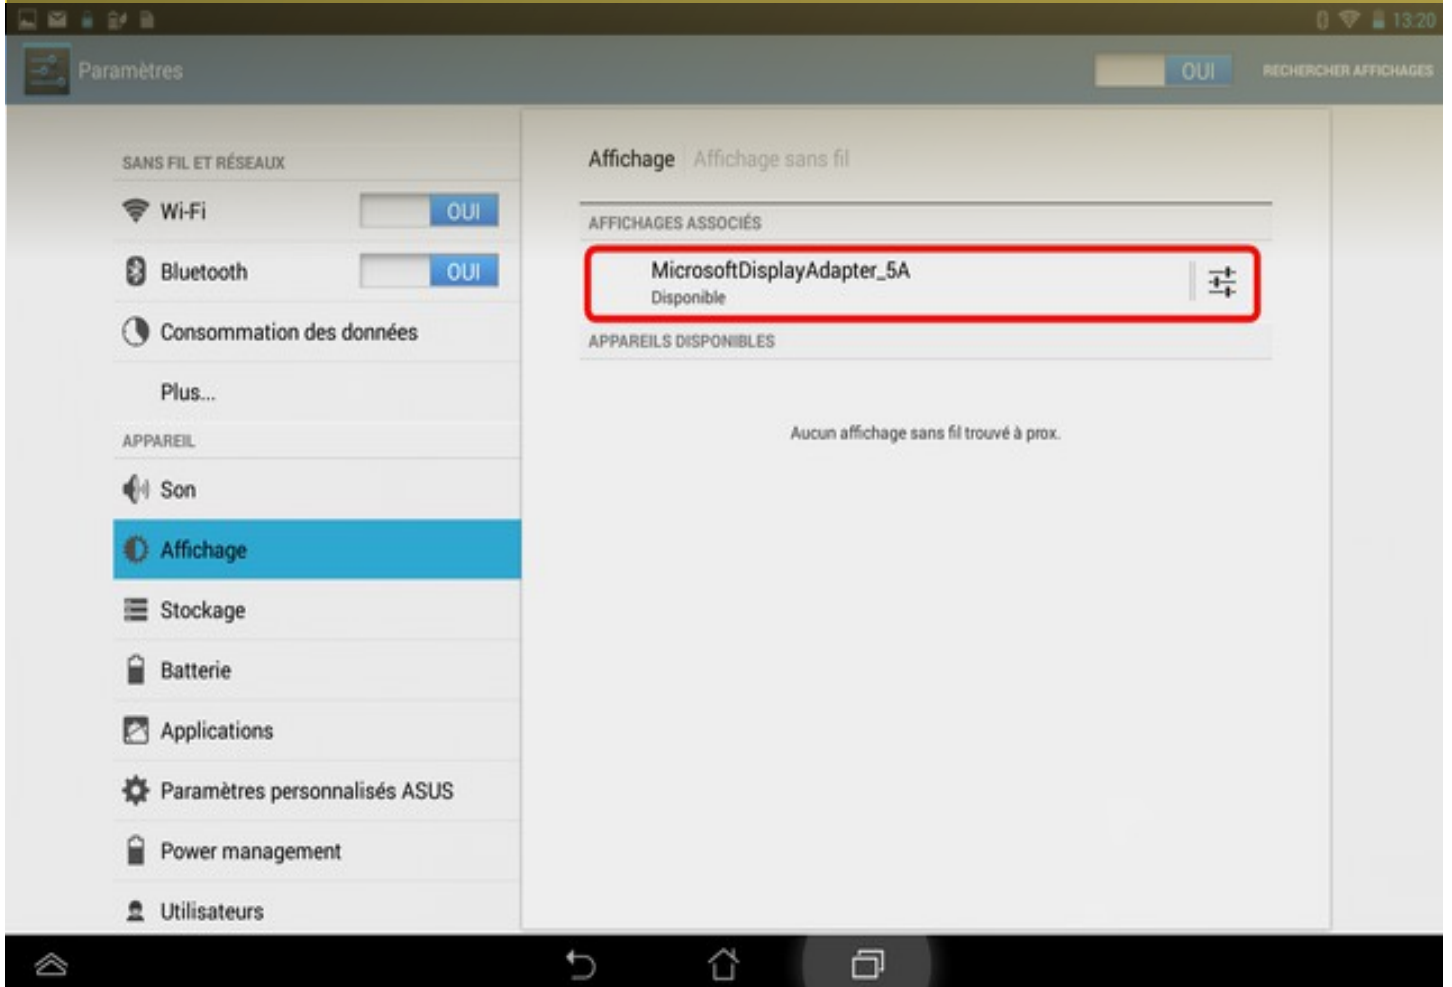 13:20
Paramètres
OUI
RECHERCHER AFFICHAGES
SANS FIL ET RÉSEAUX
Wi-Fi
OUI
Bluetooth
OUI
Consommation des données
Plus...
APPAREIL
Son
Affichage
Stockage
Batterie
Applications
Paramètres personnalisés ASUS
Power management
Utilisateurs
Affichage Affichage sans fil
AFFICHAGES ASSOCIÉS
MicrosoftDisplayAdapter_5A
Disponible
APPAREILS DISPONIBLES
Aucun affichage sans fil trouvé à prox.